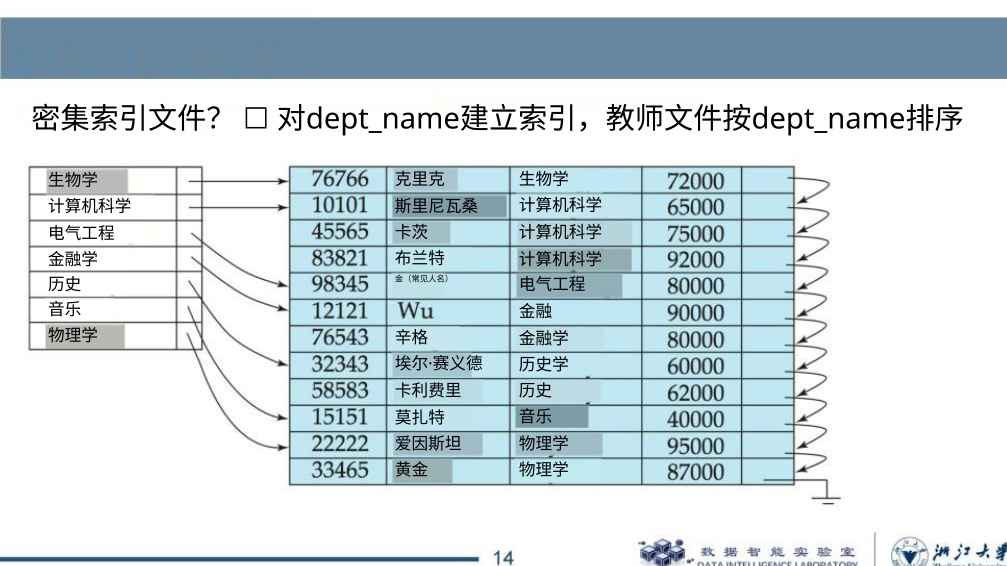 密集索引文件？ □ 对dept_name建立索引，教师文件按dept_name排序
生物学
计算机科学
电气工程
金融学
历史
音乐
物理学
76766 克里克 生物学 72000
10101 斯里尼瓦桑 计算机科学 65000
45565 卡茨 计算机科学 75000
83821 布兰特 计算机科学 92000
98345 金（常见人名） 电气工程 80000
12121 Wu 金融 90000
76543 辛格 金融学 80000
32343 埃尔·赛义德 历史学 60000
58583 卡利费里 历史 62000
15151 莫扎特 音乐 40000
22222 爱因斯坦 物理学 95000
33465 黄金 物理学 87000
14
数据智能实验室
DATA INTELLIGENCE LABORATORY
浙江大学